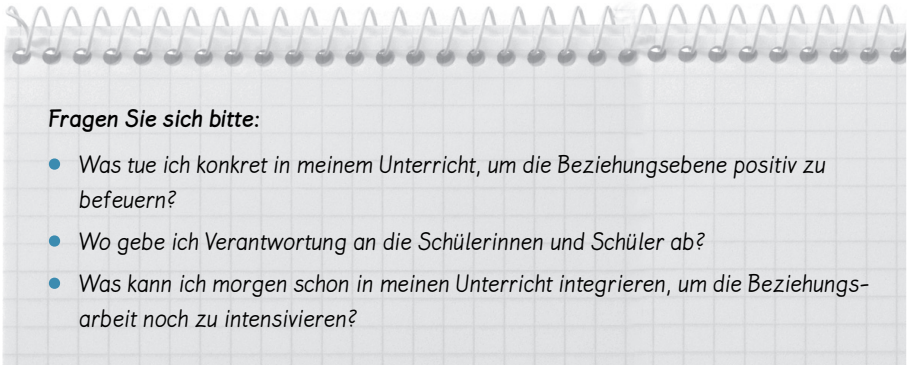 Fragen Sie sich bitte:
• Was tue ich konkret in meinem Unterricht, um die Beziehungsebene positiv zu
befeuern?
• Wo gebe ich Verantwortung an die Schülerinnen und Schüler ab?
• Was kann ich morgen schon in meinen Unterricht integrieren, um die Beziehungs-
arbeit noch zu intensivieren?